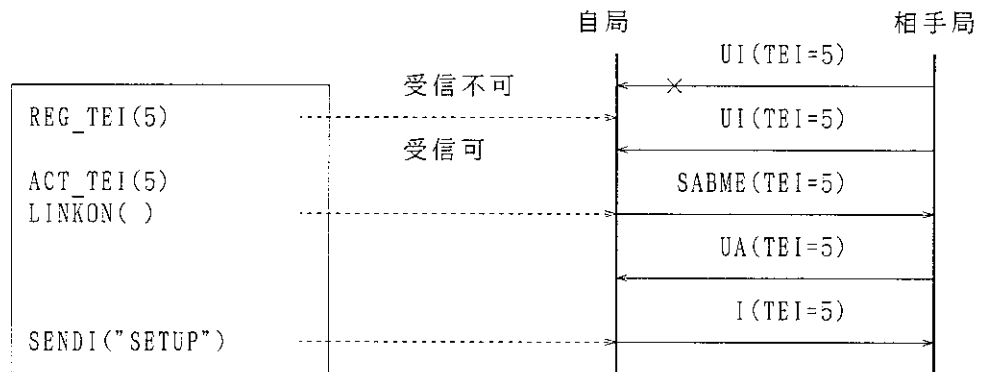 自局
相手局
UI(TEI=5)
受信不可
REG_TEI(5)
UI(TEI=5)
受信可
ACT_TEI(5)
SABME(TEI=5)
LINKON( )
UA(TEI=5)
I(TEI=5)
SENDI("SETUP")